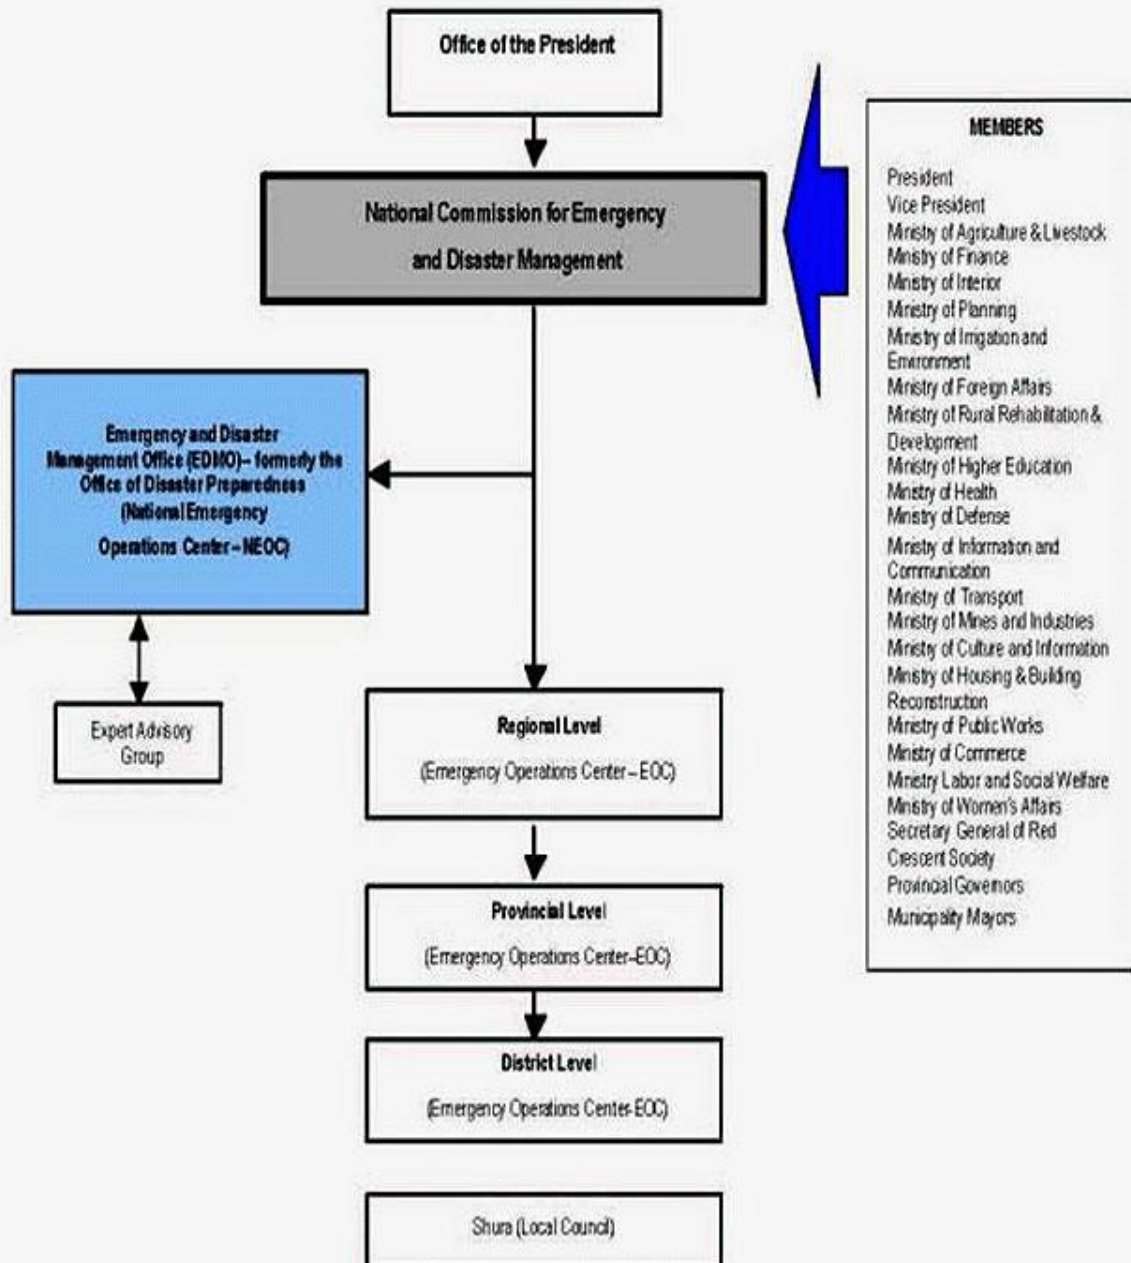 Office of the President
National Commission for Emergency
and Disaster Management
MEMBERS
President
Vice President
Ministry of Agriculture & Livestock
Ministry of Finance
Ministry of Interior
Ministry of Planning
Ministry of Irrigation and
Environment
Ministry of Foreign Affairs
Ministry of Rural Rehabilitation &
Development
Ministry of Higher Education
Ministry of Health
Ministry of Defense
Ministry of Information and
Communication
Ministry of Transport
Ministry of Mines and Industries
Ministry of Culture and Information
Ministry of Housing & Building
Reconstruction
Ministry of Public Works
Ministry of Commerce
Ministry Labor and Social Welfare
Ministry of Women's Affairs
Secretary General of Red
Crescent Society
Provincial Governors
Municipality Mayors
Emergency and Disaster
Management Office (EDMO)– formerly the
Office of Disaster Preparedness
(National Emergency
Operations Center – NEOC)
Expert Advisory
Group
Regional Level
(Emergency Operations Center – EOC)
Provincial Level
(Emergency Operations Center–EOC)
District Level
(Emergency Operations Center-EOC)
Shura (Local Council)